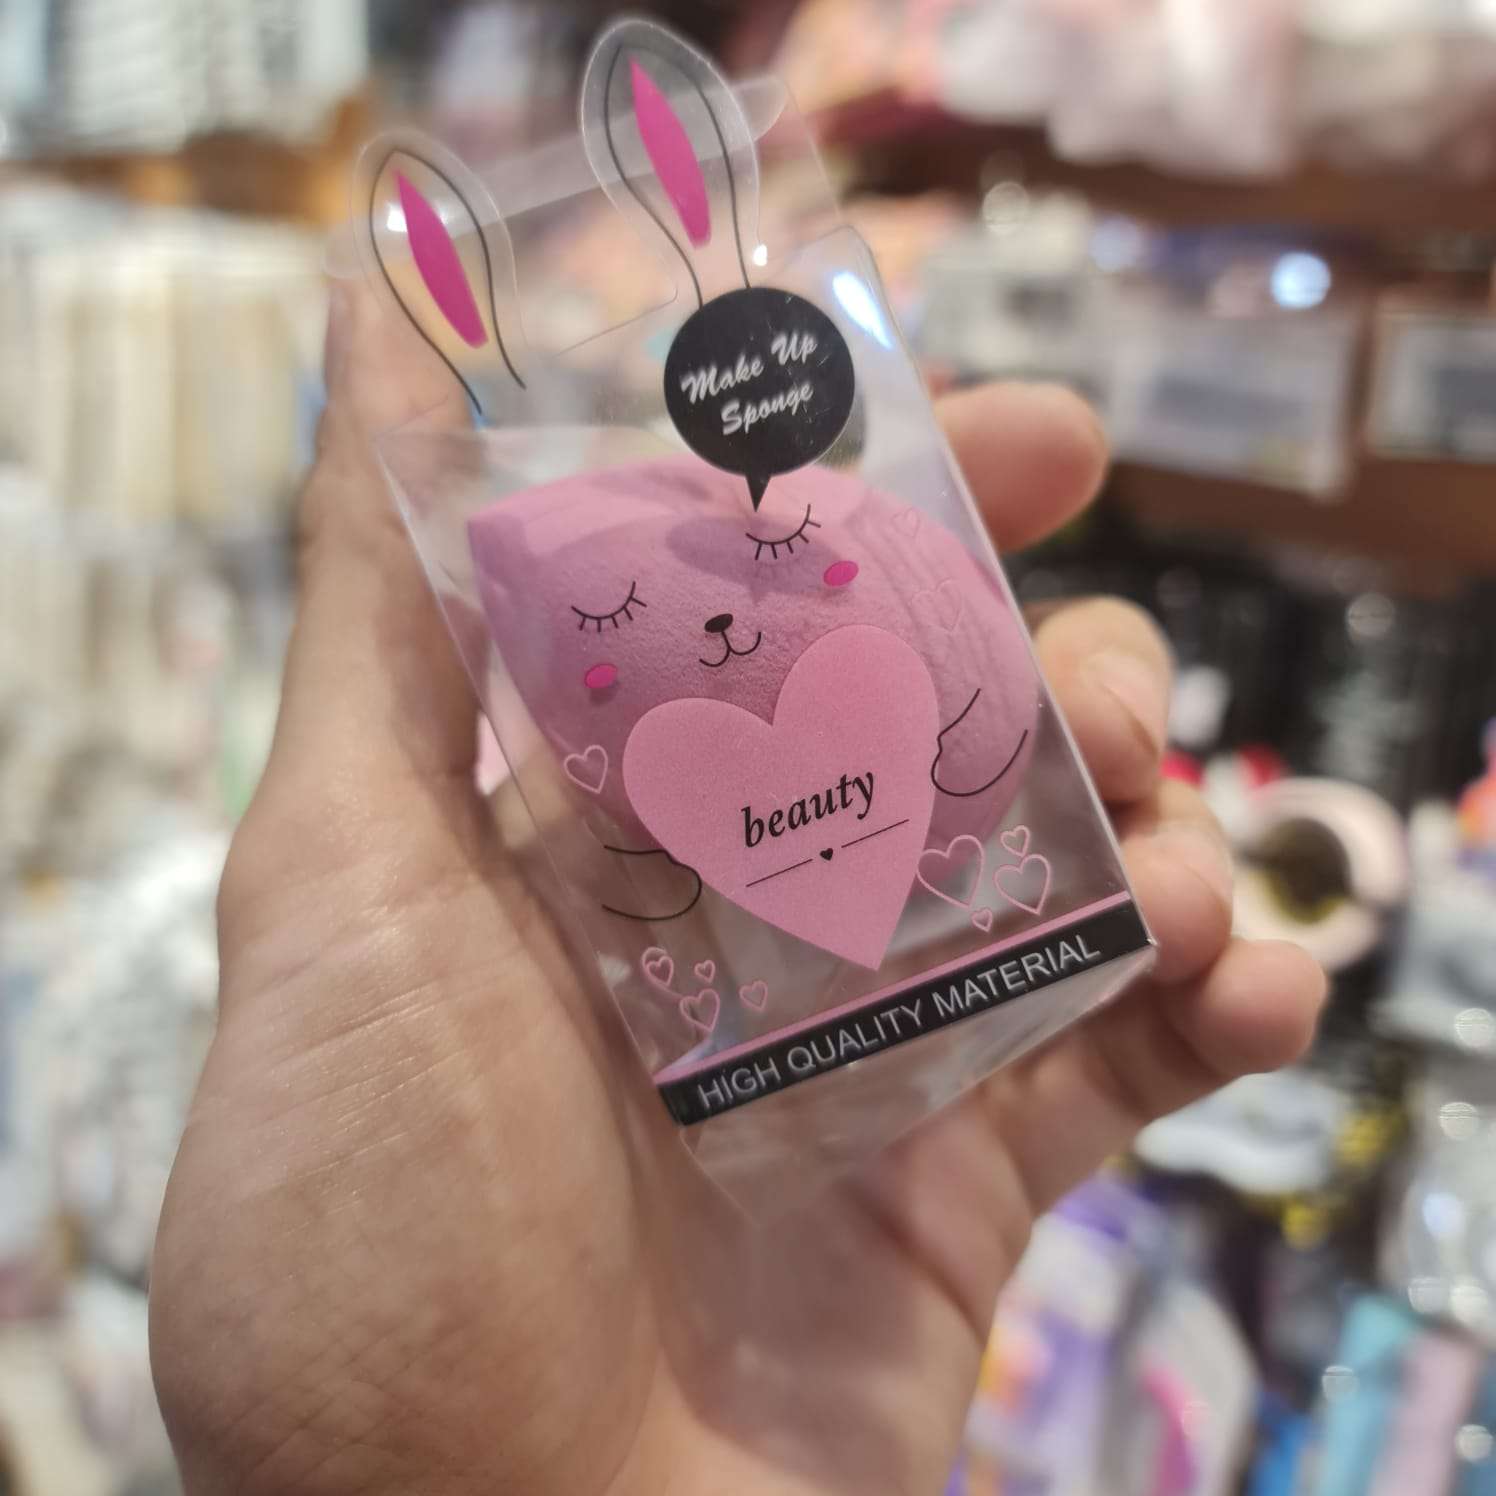 Make Up
Sponge
beauty
HIGH QUALITY MATERIAL